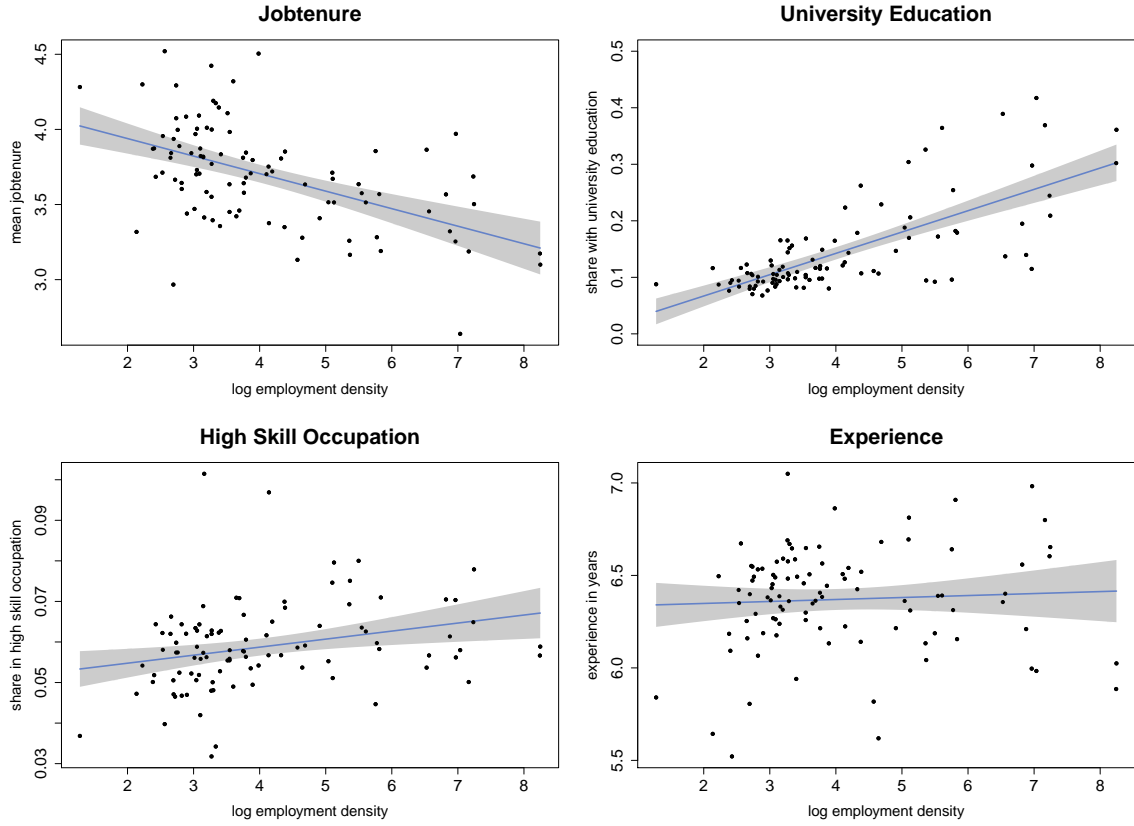 Jobtenure
mean jobtenure
4.5
4.0
3.5
3.0
2 3 4 5 6 7 8
log employment density
University Education
share with university education
0.5
0.4
0.3
0.2
0.1
0.0
2 3 4 5 6 7 8
log employment density
High Skill Occupation
share in high skill occupation
0.09
0.07
0.05
0.03
2 3 4 5 6 7 8
log employment density
Experience
experience in years
7.0
6.5
6.0
5.5
2 3 4 5 6 7 8
log employment density